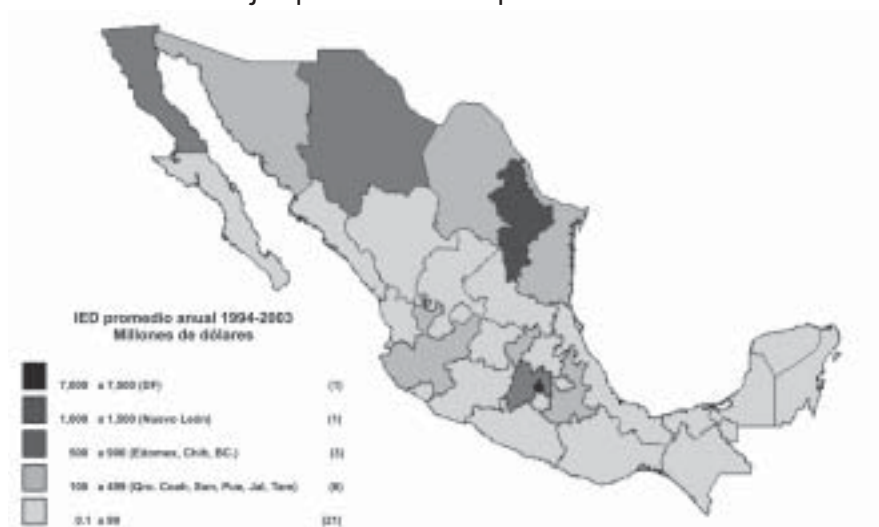 IED promedio anual 1994-2003
Millones de dólares
7,000 a 7,500 (DF) (1)
1,000 a 1,500 (Nuevo León) (1)
500 a 900 (Edomex, Chih, BC.) (3)
100 a 499 (Qro, Coah, Son, Pue, Jal, Tam) (6)
0.1 a 99 (21)